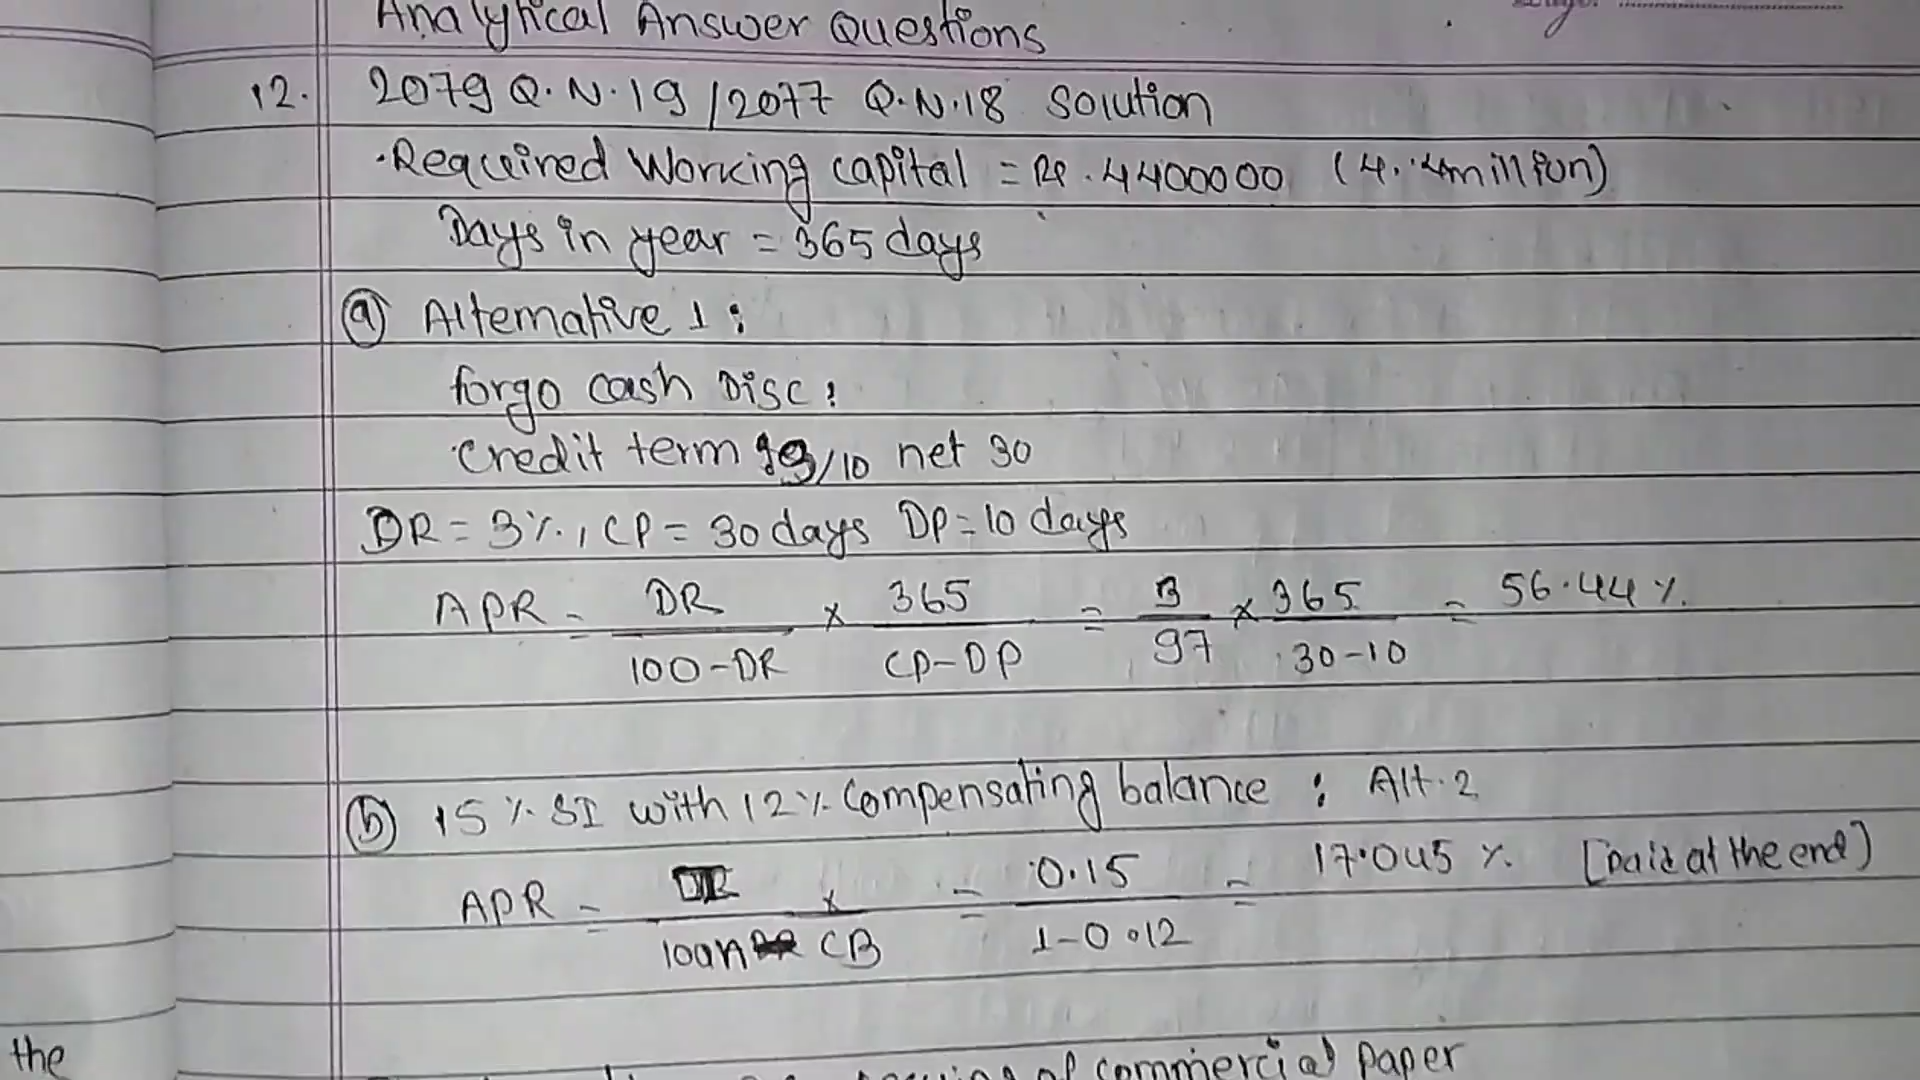 Analytical Answer Questions
12. 2079 Q.N.19/2077 Q.N.18 Solution
Required Working capital = Rs.4400000 (4.4million)
Days in year = 365 days
a) Alternative 1:
forgo cash Disc:
Credit term 3/10 net 30
DR = 3%, CP = 30 days DP = 10 days
APR = DR / 100-DR × 365 / CP-DP = 3 / 97 × 365 / 30-10 = 56.44%
b) 15% SI with 12% Compensating balance : Alt. 2
APR = / loan CB = 0.15 / 1-0.12 = 17.045% [paid at the end]
the
of commercial paper